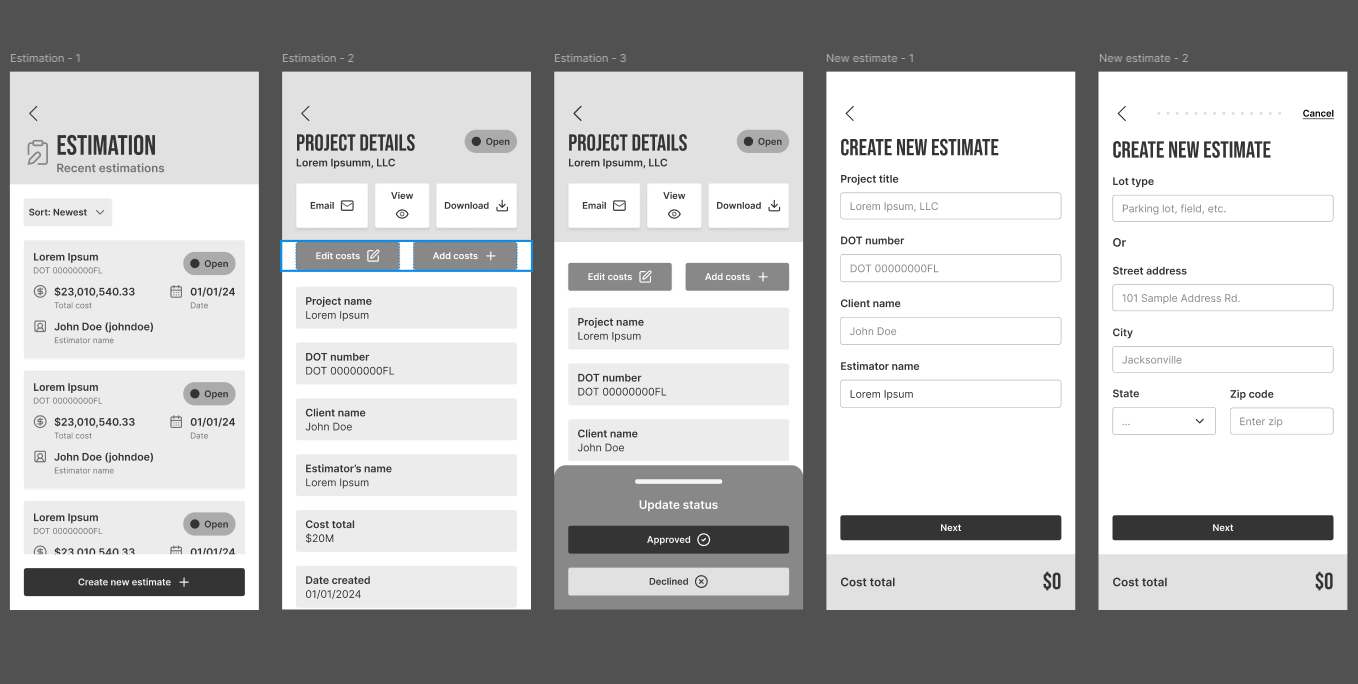 Estimation - 1
ESTIMATION
Recent estimations
Sort: Newest
Lorem Ipsum
DOT 00000000FL
Open
$23,010,540.33
Total cost
01/01/24
Date
John Doe (johndoe)
Estimator name
Lorem Ipsum
DOT 00000000FL
Open
$23,010,540.33
Total cost
01/01/24
Date
John Doe (johndoe)
Estimator name
Lorem Ipsum
DOT 00000000FL
Open
$23,010,540.33
01/01/24
Create new estimate
Estimation - 2
PROJECT DETAILS
Open
Lorem Ipsumm, LLC
Email
View
Download
Edit costs
Add costs
Project name
Lorem Ipsum
DOT number
DOT 00000000FL
Client name
John Doe
Estimator's name
Lorem Ipsum
Cost total
$20M
Date created
01/01/2024
Estimation - 3
PROJECT DETAILS
Open
Lorem Ipsumm, LLC
Email
View
Download
Edit costs
Add costs
Project name
Lorem Ipsum
DOT number
DOT 00000000FL
Client name
John Doe
Update status
Approved
Declined
New estimate - 1
CREATE NEW ESTIMATE
Project title
Lorem Ipsum, LLC
DOT number
DOT 00000000FL
Client name
John Doe
Estimator name
Lorem Ipsum
Next
Cost total
$0
New estimate - 2
Cancel
CREATE NEW ESTIMATE
Lot type
Parking lot, field, etc.
Or
Street address
101 Sample Address Rd.
City
Jacksonville
State
...
Zip code
Enter zip
Next
Cost total
$0